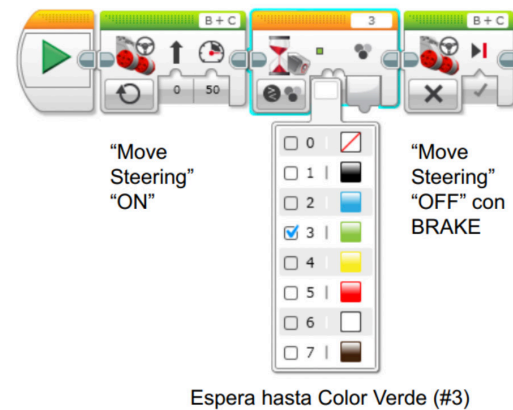 B + C
3
B + C
0 50
0
1
2
3
4
5
6
7
“Move
Steering”
“ON”
“Move
Steering”
“OFF” con
BRAKE
Espera hasta Color Verde (#3)